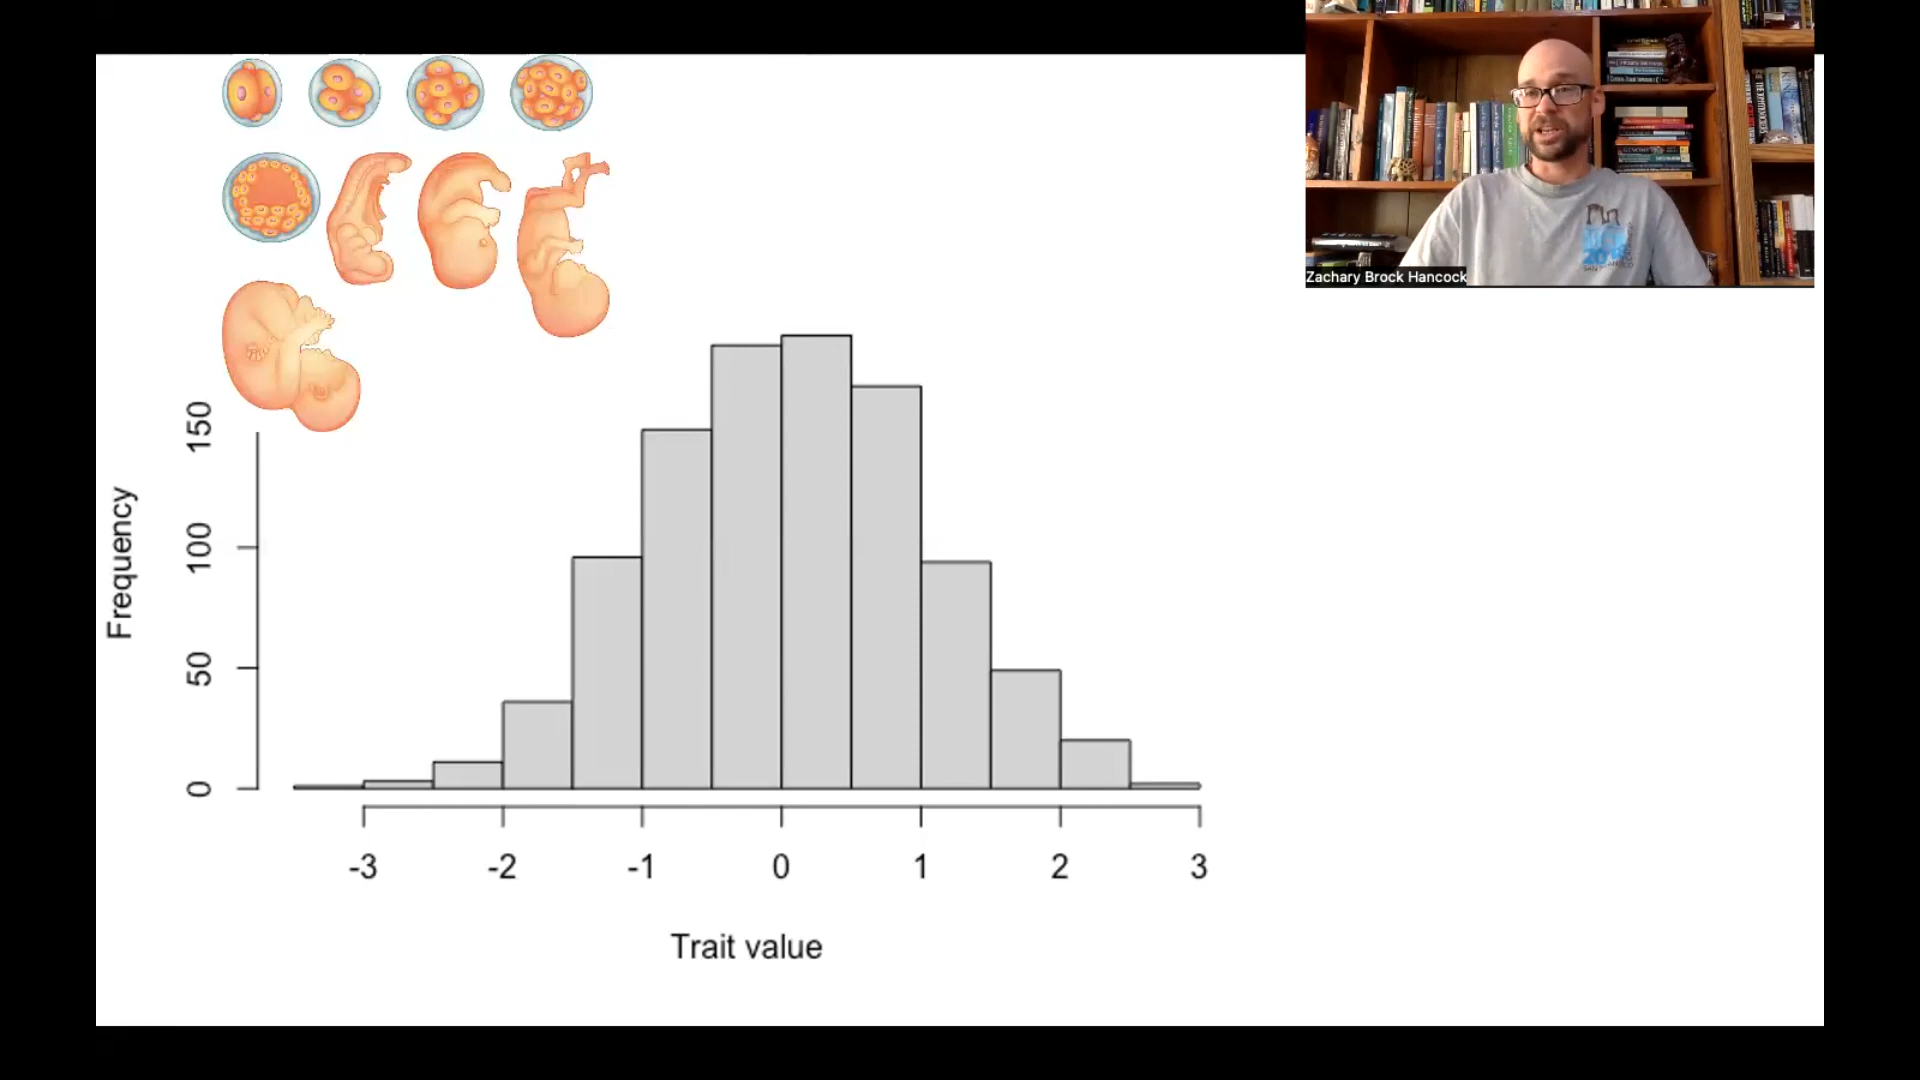 Zachary Brock Hancock
150
100
50
0
Frequency
-3 -2 -1 0 1 2 3
Trait value